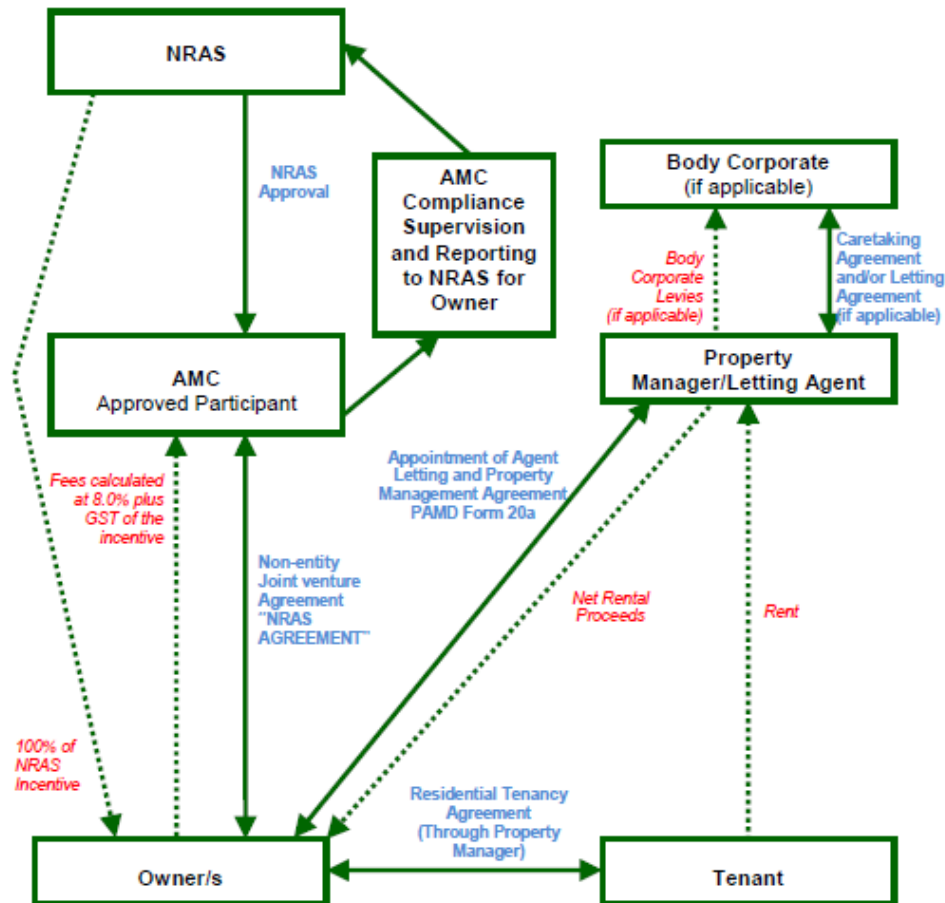 NRAS
NRAS
Approval
AMC
Compliance
Supervision
and Reporting
to NRAS for
Owner
Body Corporate
(if applicable)
Body
Corporate
Levies
(if applicable)
Caretaking
Agreement
and/or Letting
Agreement
(if applicable)
AMC
Approved Participant
Property
Manager/Letting Agent
Fees calculated
at 8.0% plus
GST of the
incentive
Appointment of Agent
Letting and Property
Management Agreement
PAMD Form 20a
Non-entity
Joint venture
Agreement
"NRAS
AGREEMENT"
Net Rental
Proceeds
Rent
100% of
NRAS
Incentive
Residential Tenancy
Agreement
(Through Property
Manager)
Owner/s
Tenant